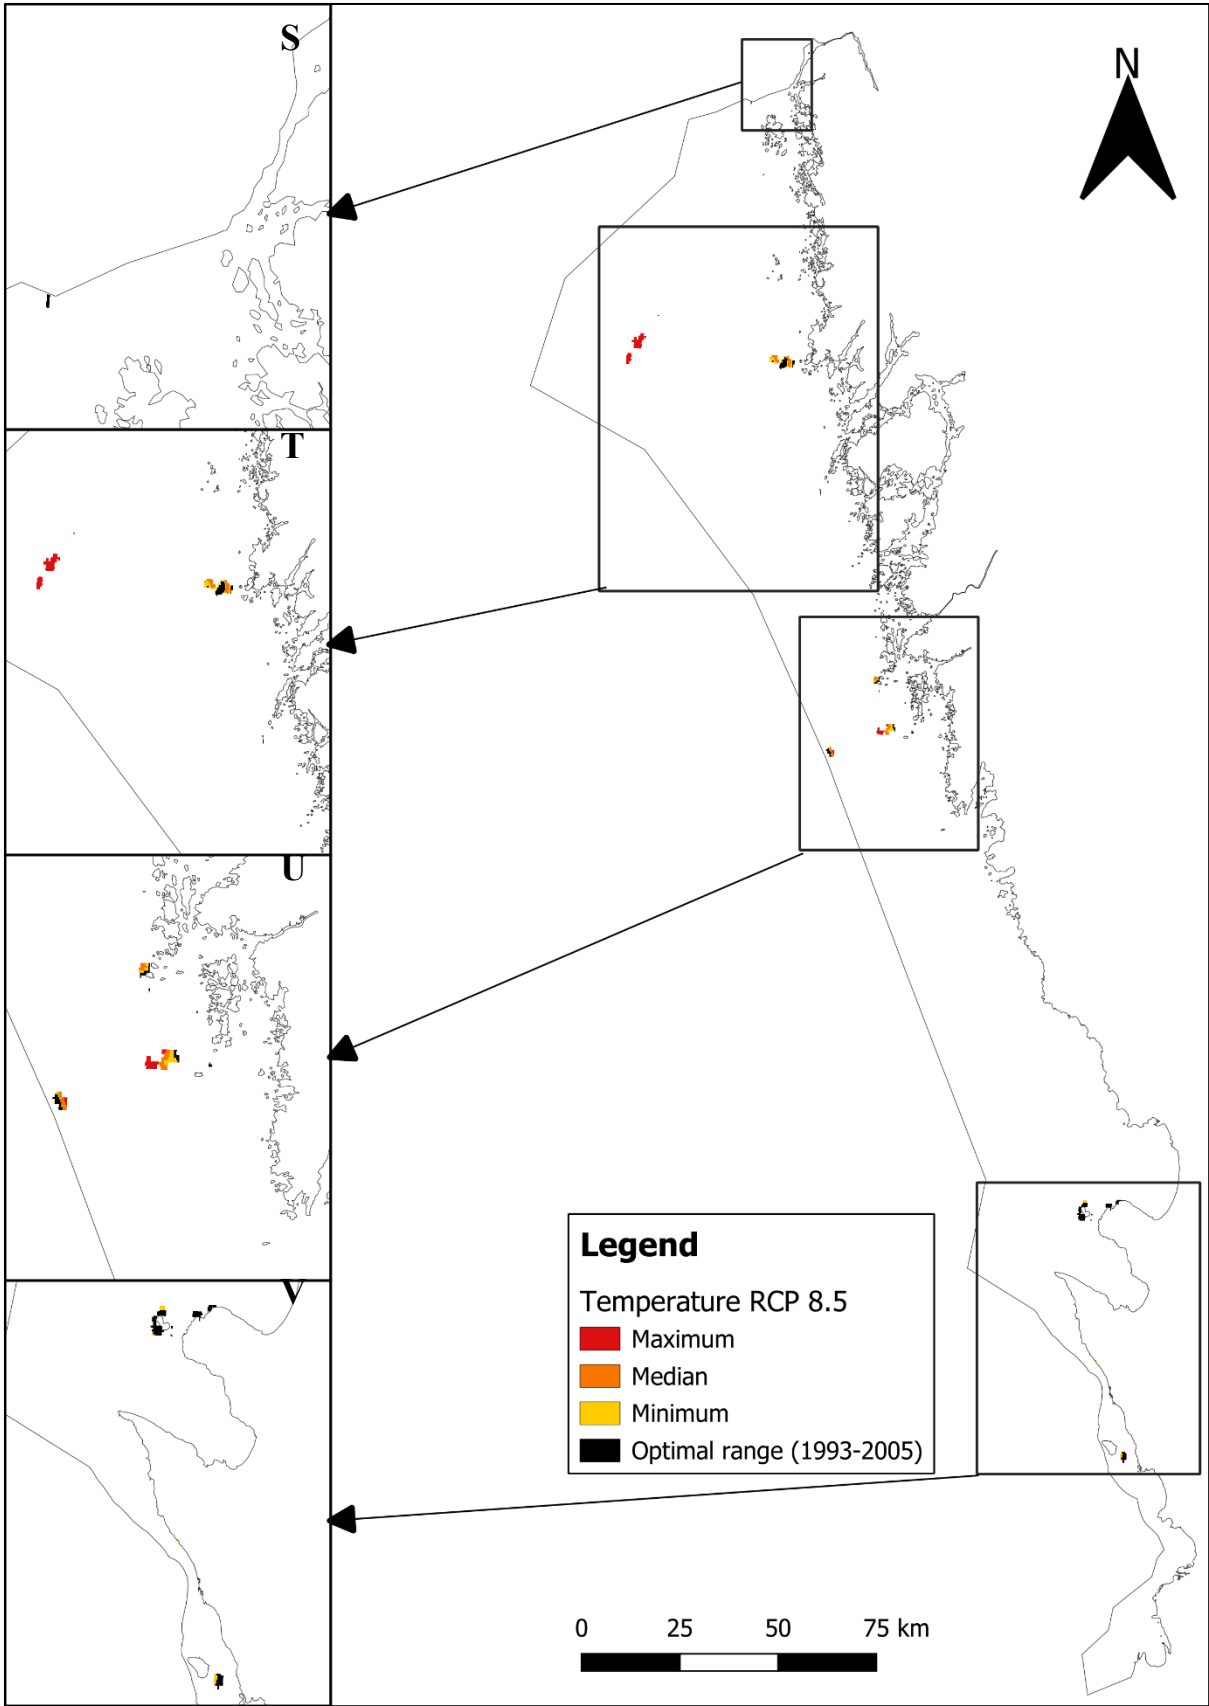 S
N
T
U
V
Legend
Temperature RCP 8.5
Maximum
Median
Minimum
Optimal range (1993-2005)
0 25 50 75 km